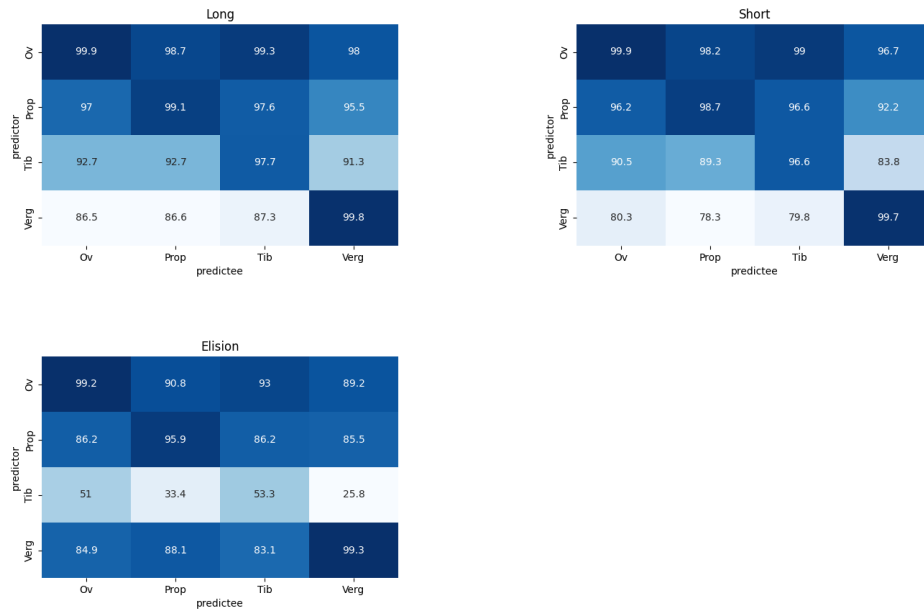 Long
Ov 99.9 98.7 99.3 98
Prop 97 99.1 97.6 95.5
Tib 92.7 92.7 97.7 91.3
Verg 86.5 86.6 87.3 99.8
predictor
Ov Prop Tib Verg
predictee
Short
Ov 99.9 98.2 99 96.7
Prop 96.2 98.7 96.6 92.2
Tib 90.5 89.3 96.6 83.8
Verg 80.3 78.3 79.8 99.7
predictor
Ov Prop Tib Verg
predictee
Elision
Ov 99.2 90.8 93 89.2
Prop 86.2 95.9 86.2 85.5
Tib 51 33.4 53.3 25.8
Verg 84.9 88.1 83.1 99.3
predictor
Ov Prop Tib Verg
predictee